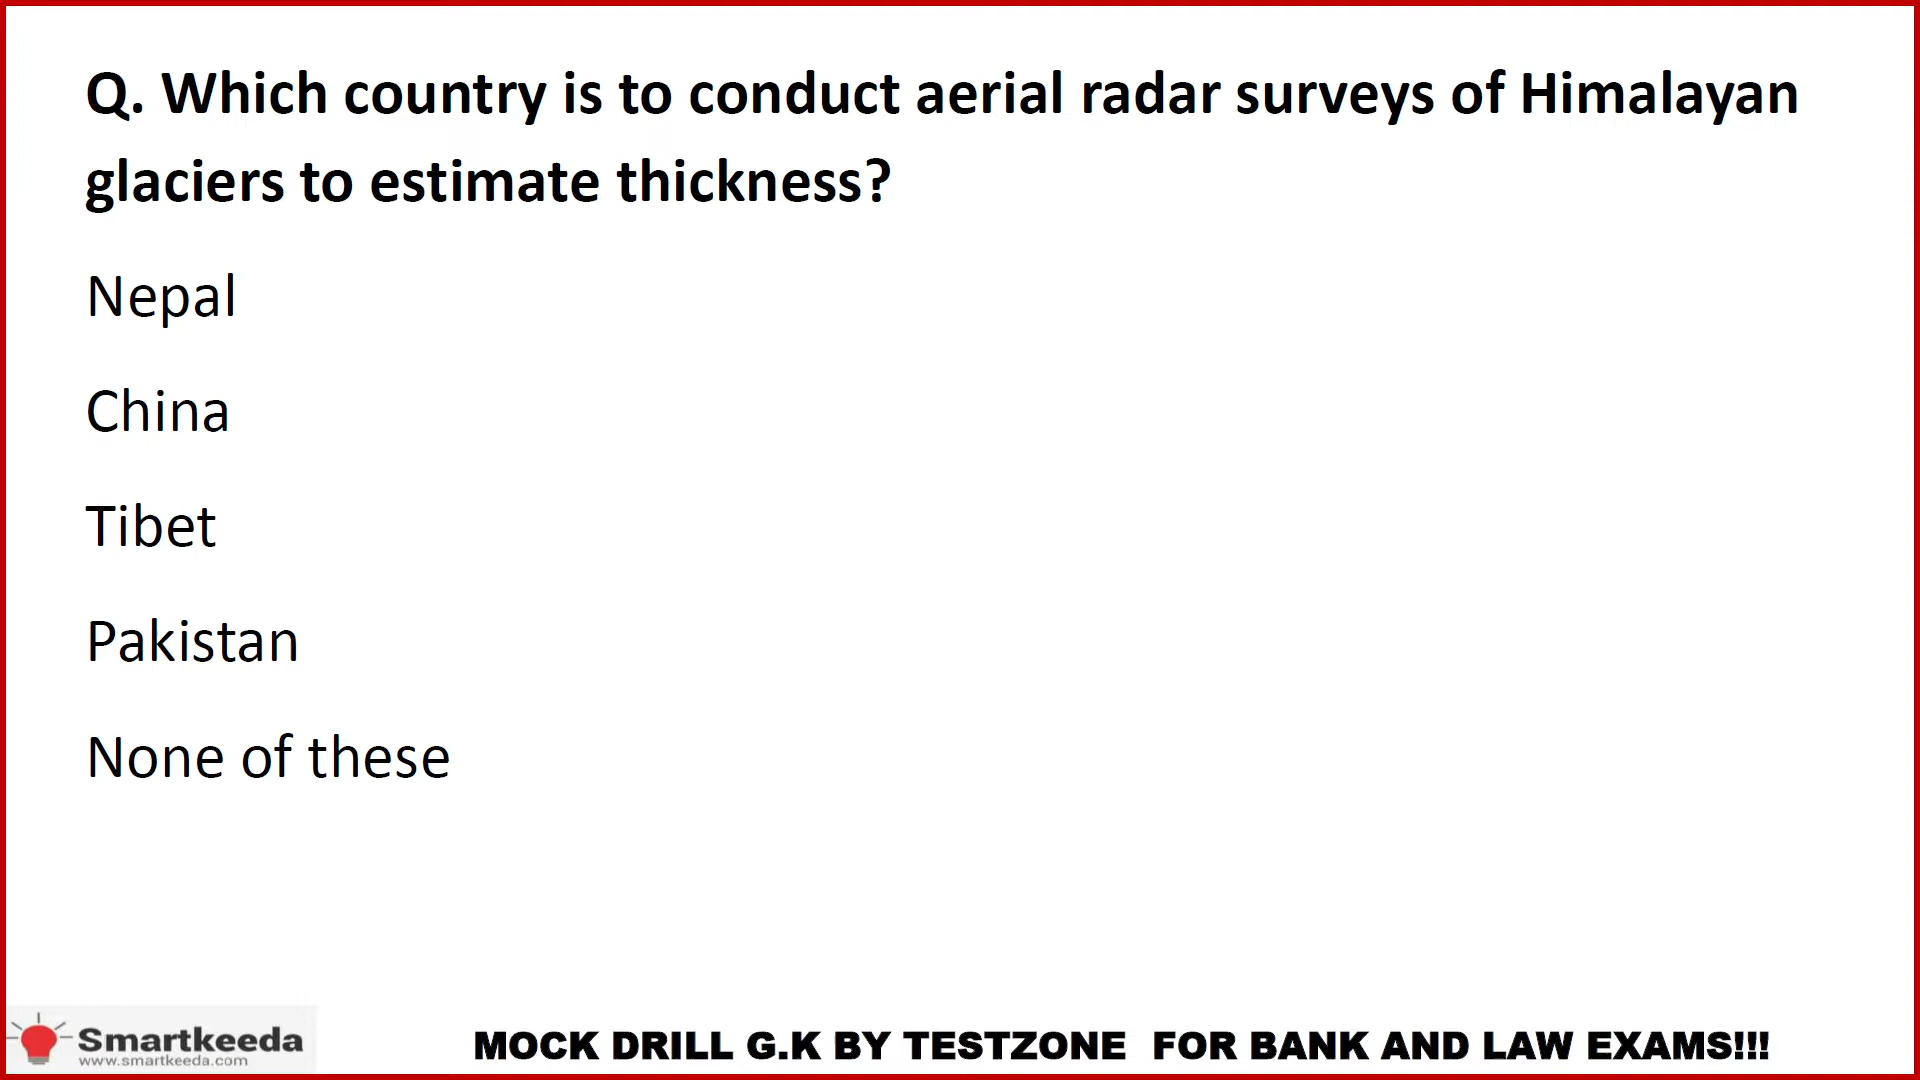 Q. Which country is to conduct aerial radar surveys of Himalayan
glaciers to estimate thickness?
Nepal
China
Tibet
Pakistan
None of these
Smartkeeda
www.smartkeeda.com
MOCK DRILL G.K BY TESTZONE  FOR BANK AND LAW EXAMS!!!